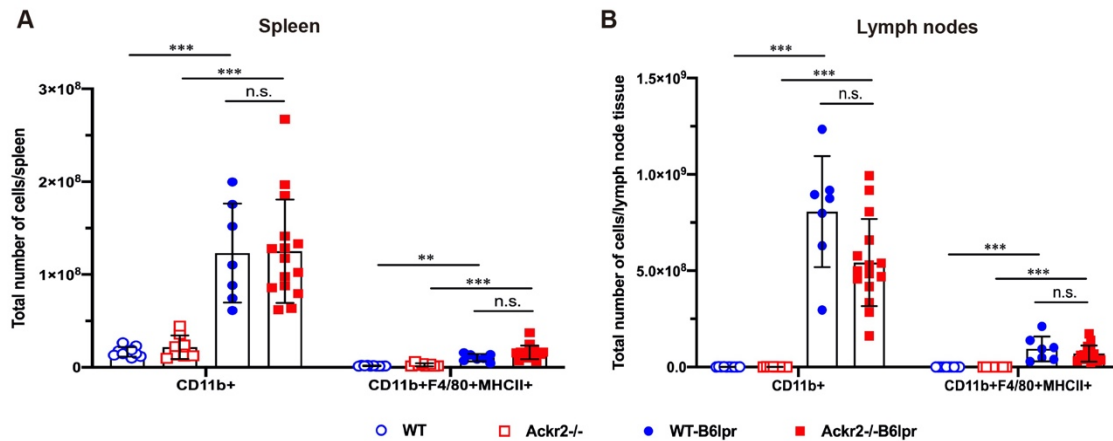 A
Spleen
Total number of cells/spleen
3×10⁸
2×10⁸
1×10⁸
0
***
***
n.s.
**
***
n.s.
CD11b+
CD11b+F4/80+MHCII+
B
Lymph nodes
Total number of cells/lymph node tissue
1.5×10⁹
1.0×10⁹
5.0×10⁸
0.0
***
***
n.s.
***
***
n.s.
CD11b+
CD11b+F4/80+MHCII+
WT
Ackr2-/-
WT-B6lpr
Ackr2-/-B6lpr